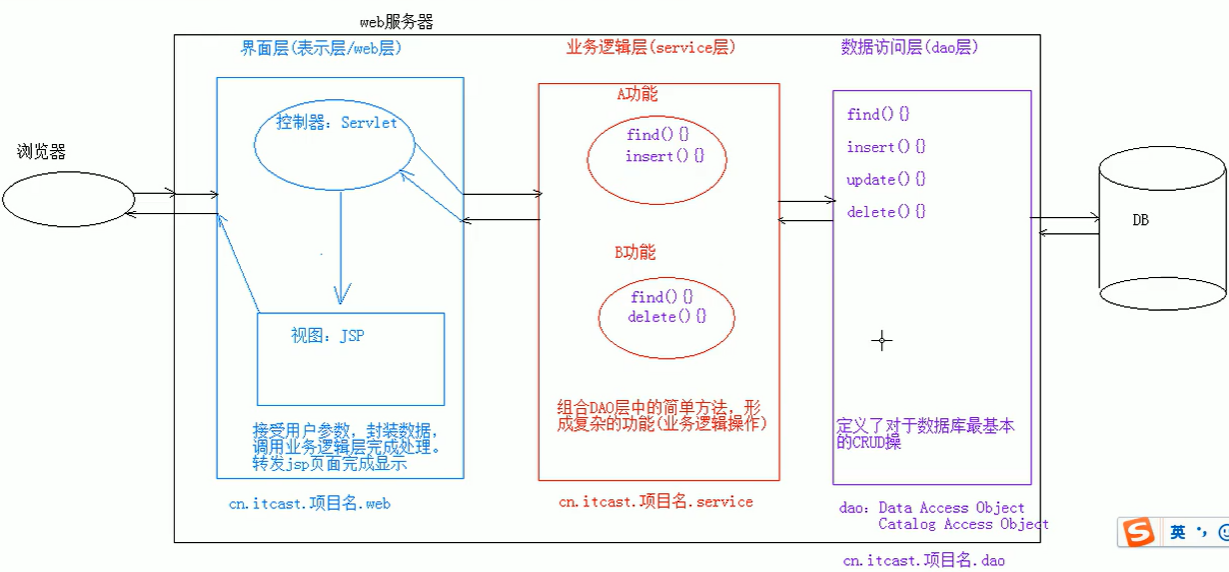 web服务器
浏览器
界面层(表示层/web层)
控制器: Servlet
视图: JSP
接受用户参数, 封装数据,
调用业务逻辑层完成处理。
转发jsp页面完成显示
cn.itcast.项目名.web
业务逻辑层(service层)
A功能
find(){}
insert(){}
B功能
find(){}
delete(){}
组合DAO层中的简单方法, 形
成复杂的功能(业务逻辑操作)
cn.itcast.项目名.service
数据访问层(dao层)
find(){}
insert(){}
update(){}
delete(){}
定义了对于数据库最基本
的CRUD操
dao: Data Access Object
Catalog Access Object
cn.itcast.项目名.dao
DB
S 英